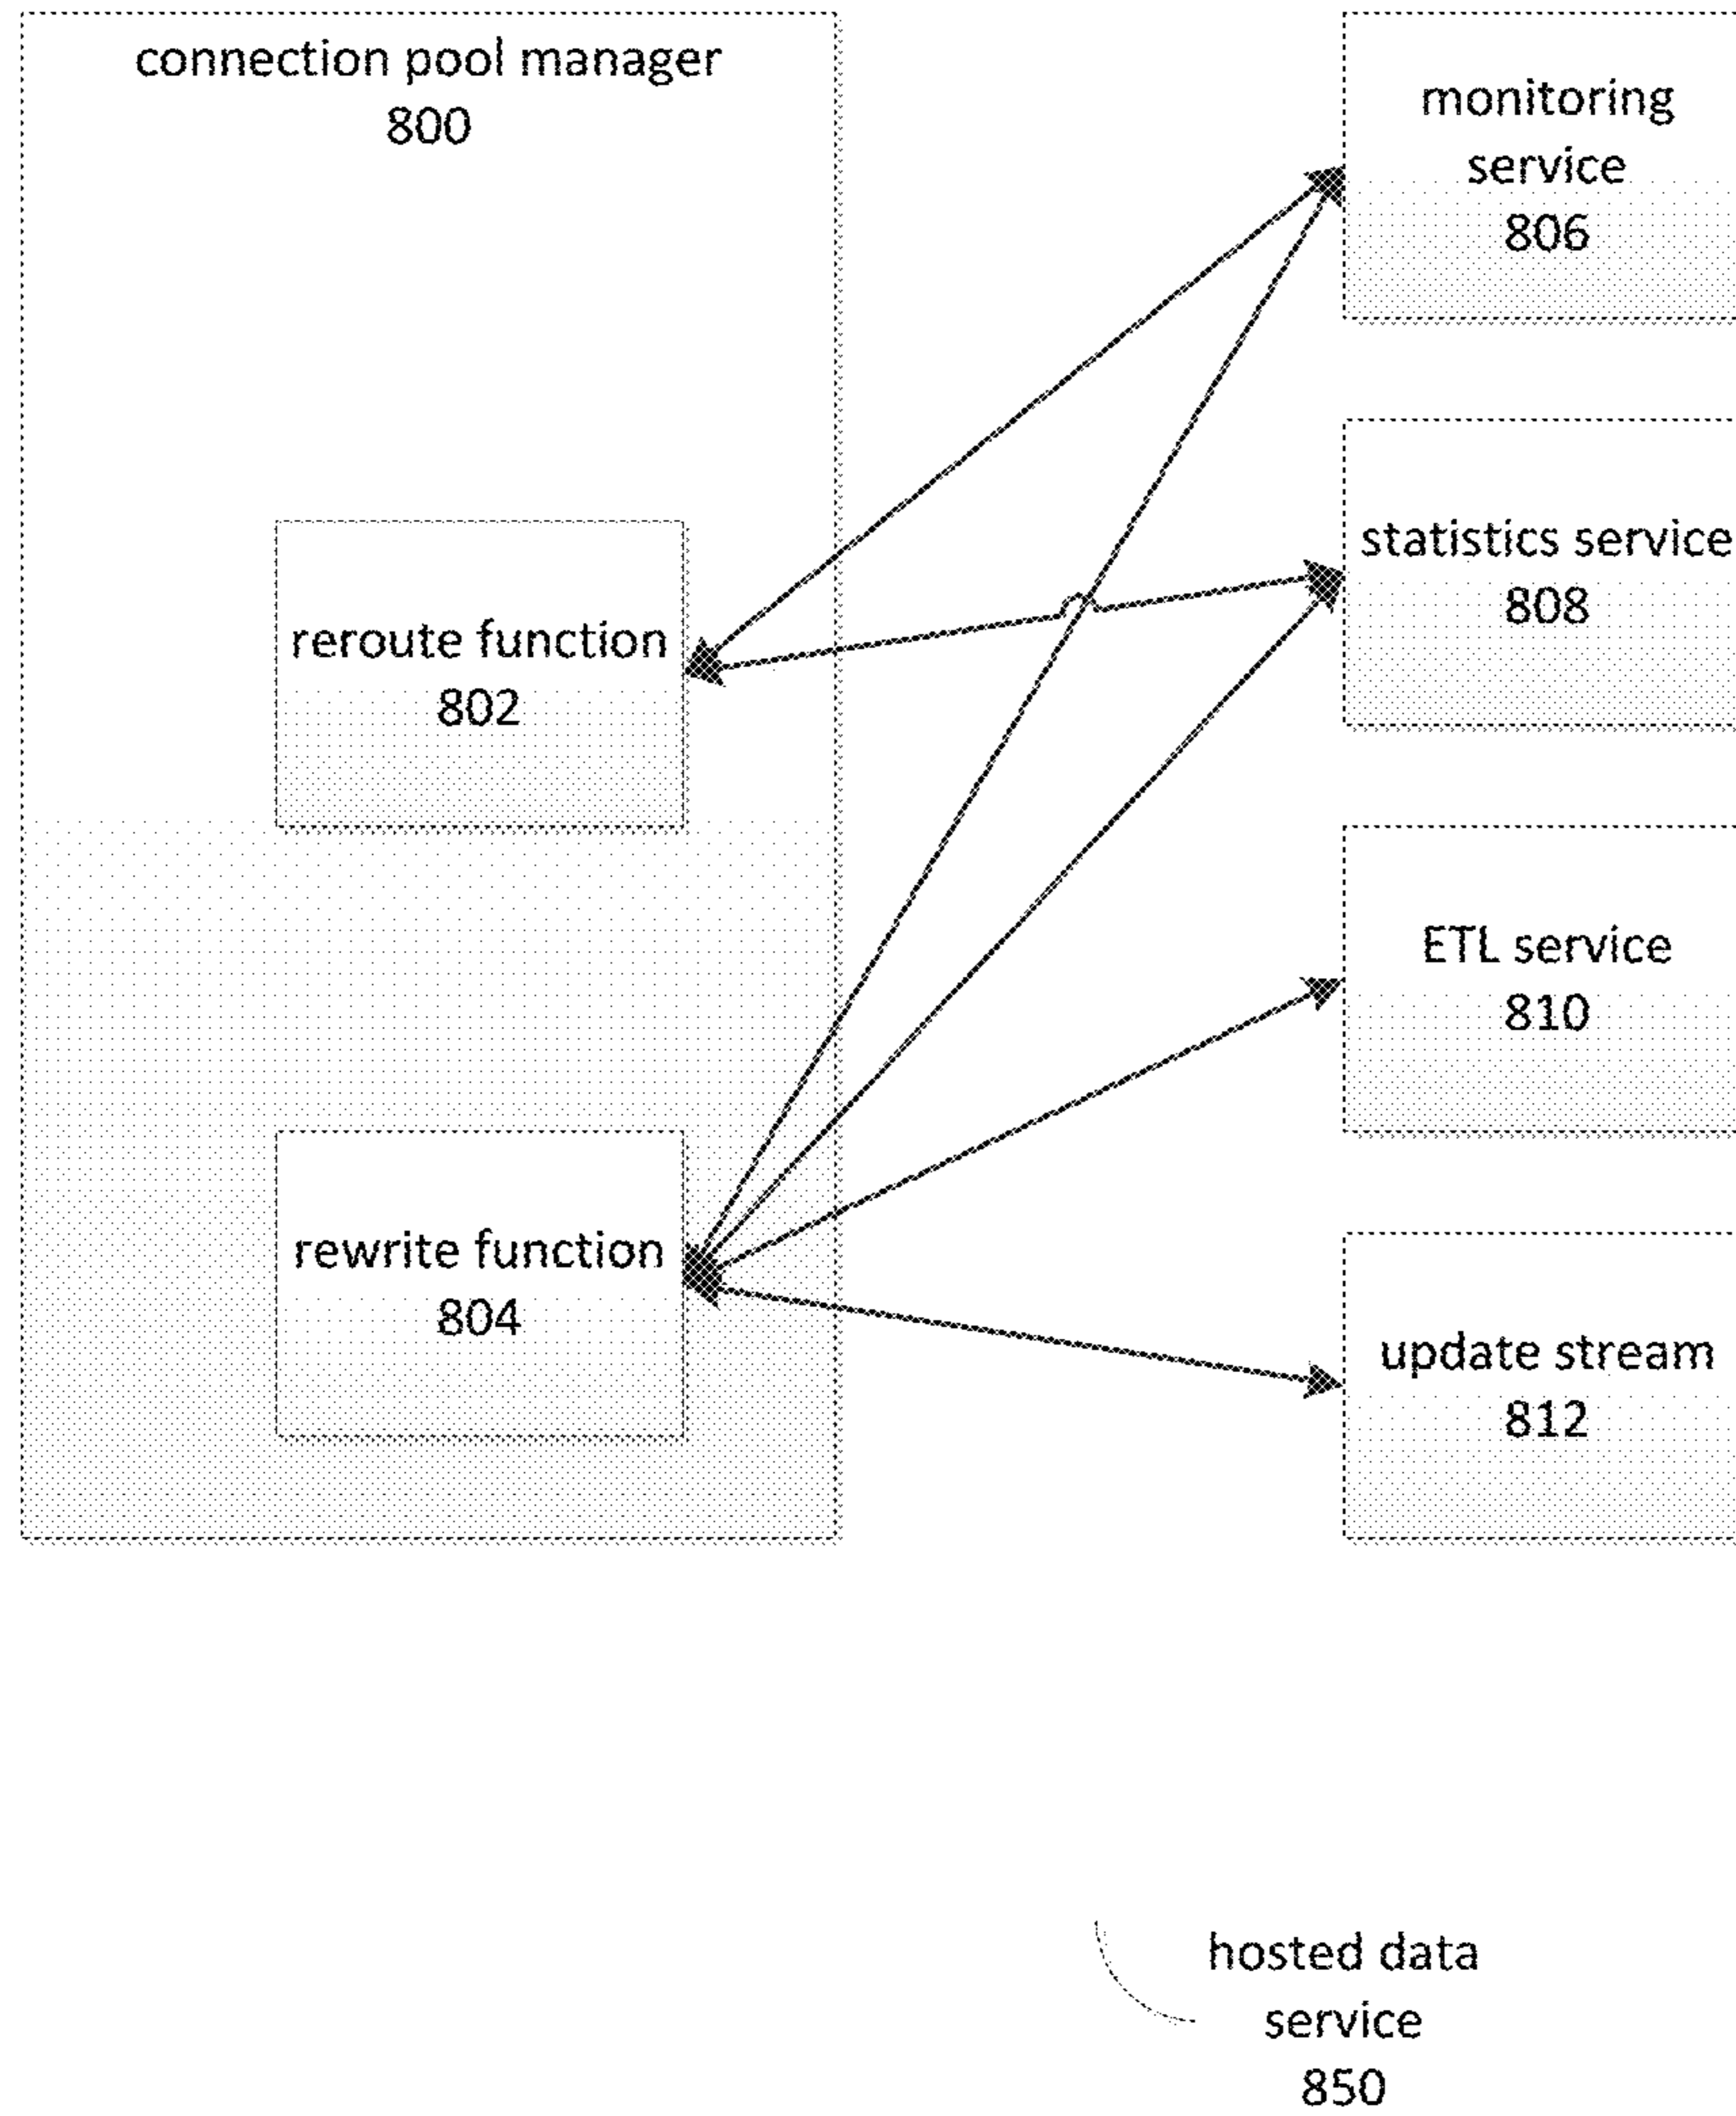 connection pool manager
800
monitoring
service
806
reroute function
802
statistics service
808
ETL service
810
rewrite function
804
update stream
812
hosted data
service
850